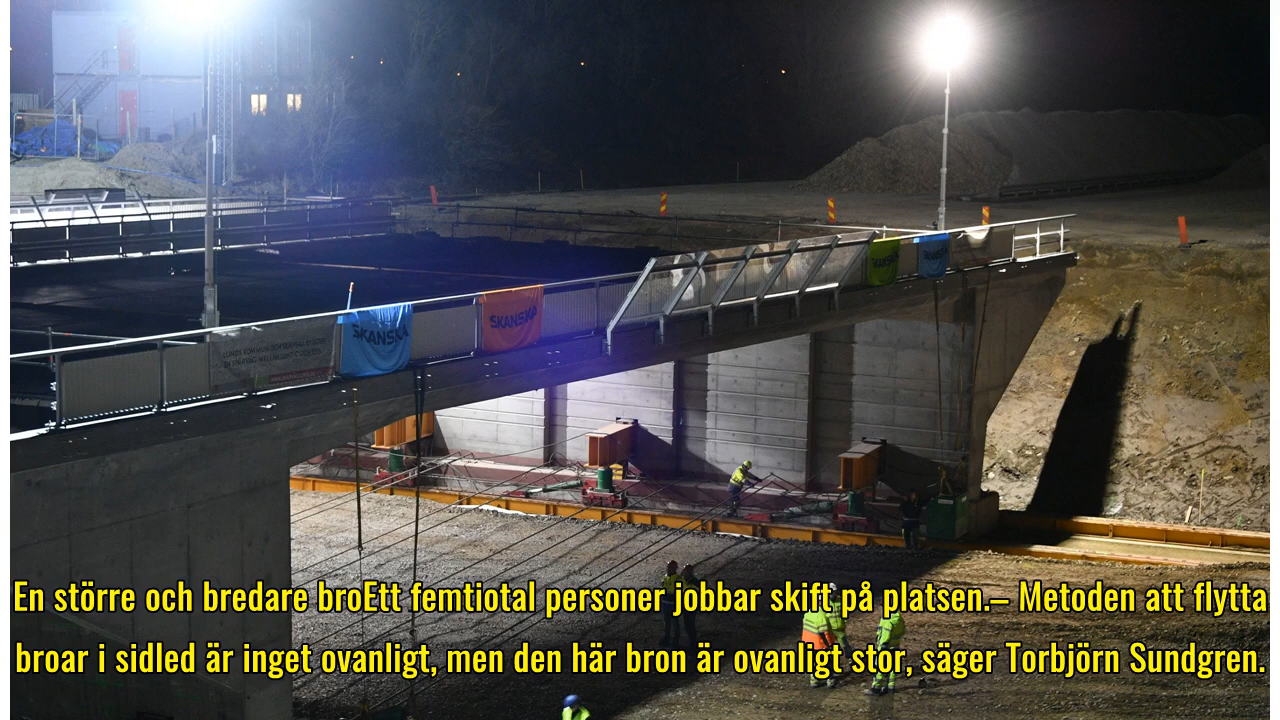 SKANSKA
SKANSKA
SKANSKA
En större och bredare broEtt femtiotal personer jobbar skift på platsen.– Metoden att flytta
broar i sidled är inget ovanligt, men den här bron är ovanligt stor, säger Torbjörn Sundgren.